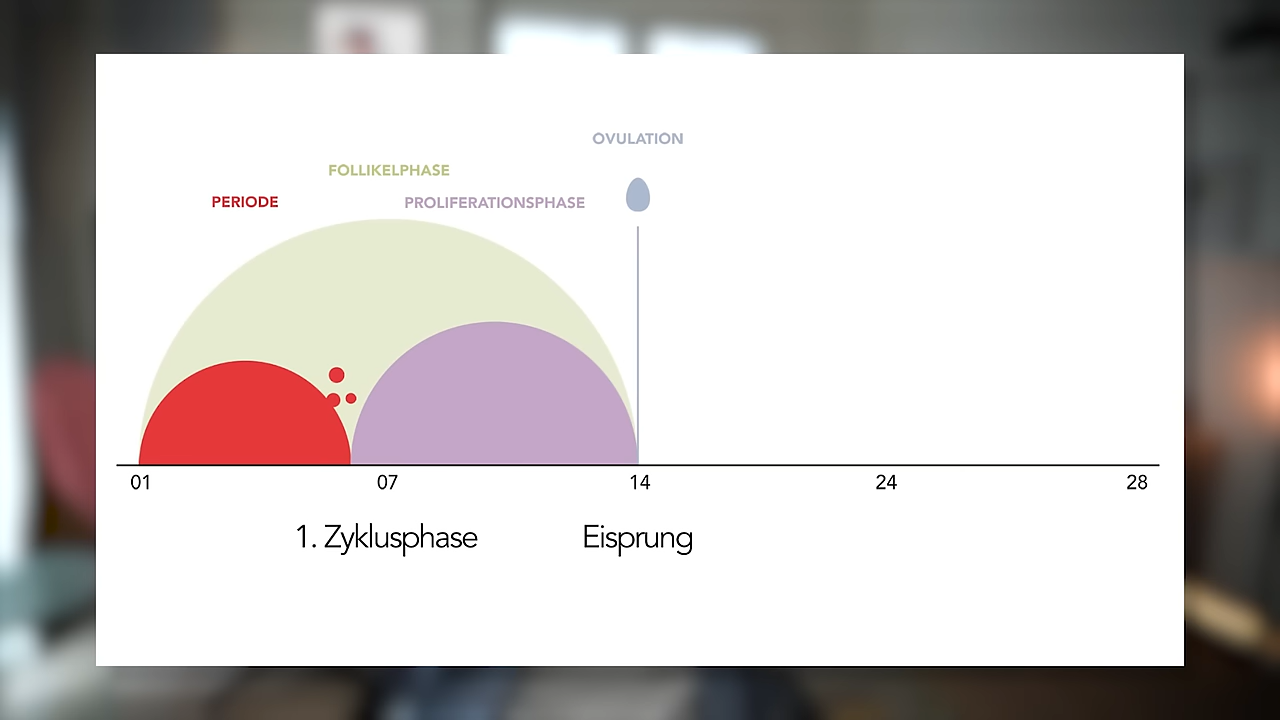 OVULATION
FOLLIKELPHASE
PERIODE
PROLIFERATIONSPHASE
01 07 14 24 28
1. Zyklusphase Eisprung